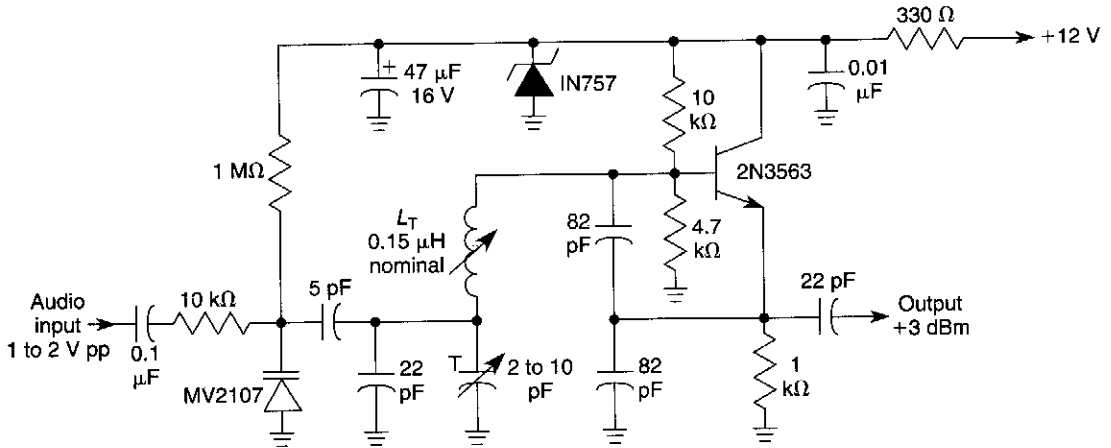 330 Ω
+12 V
+
47 μF
16 V
IN757
0.01
μF
10
kΩ
1 MΩ
2N3563
LT
0.15 μH
nominal
82
pF
4.7
kΩ
Audio
input
1 to 2 V pp
0.1
μF
10 kΩ
5 pF
22 pF
Output
+3 dBm
MV2107
22
pF
T
2 to 10
pF
82
pF
1
kΩ